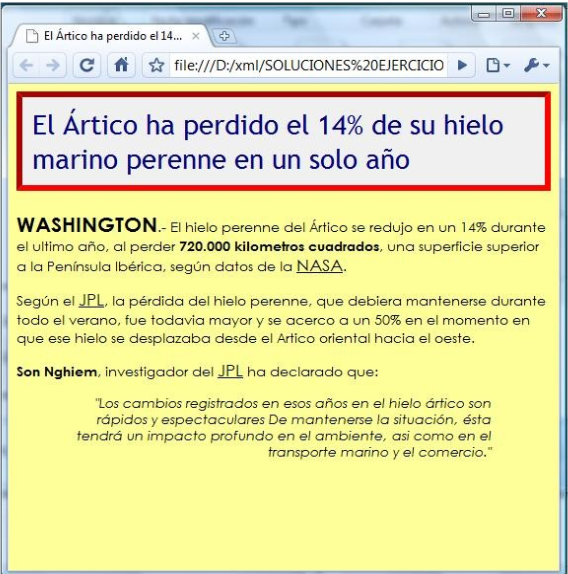 El Ártico ha perdido el 14...
file:///D:/xml/SOLUCIONES%20EJERCICIO
El Ártico ha perdido el 14% de su hielo
marino perenne en un solo año
WASHINGTON.- El hielo perenne del Ártico se redujo en un 14% durante
el ultimo año, al perder 720.000 kilometros cuadrados, una superficie superior
a la Península Ibérica, según datos de la NASA.
Según el JPL, la pérdida del hielo perenne, que debiera mantenerse durante
todo el verano, fue todavia mayor y se acerco a un 50% en el momento en
que ese hielo se desplazaba desde el Artico oriental hacia el oeste.
Son Nghiem, investigador del JPL ha declarado que:
"Los cambios registrados en esos años en el hielo ártico son
rápidos y espectaculares De mantenerse la situación, ésta
tendrá un impacto profundo en el ambiente, asi como en el
transporte marino y el comercio."